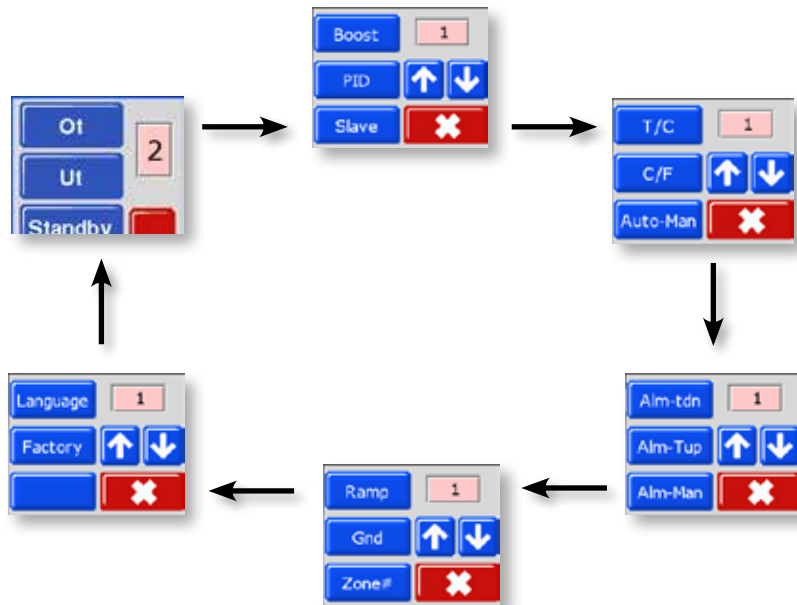 Ot
2
Ut
Standby
Boost 1
PID
Slave
T/C 1
C/F
Auto-Man
Alm-tdn 1
Alm-Tup
Alm-Man
Ramp 1
Gnd
Zone#
Language 1
Factory